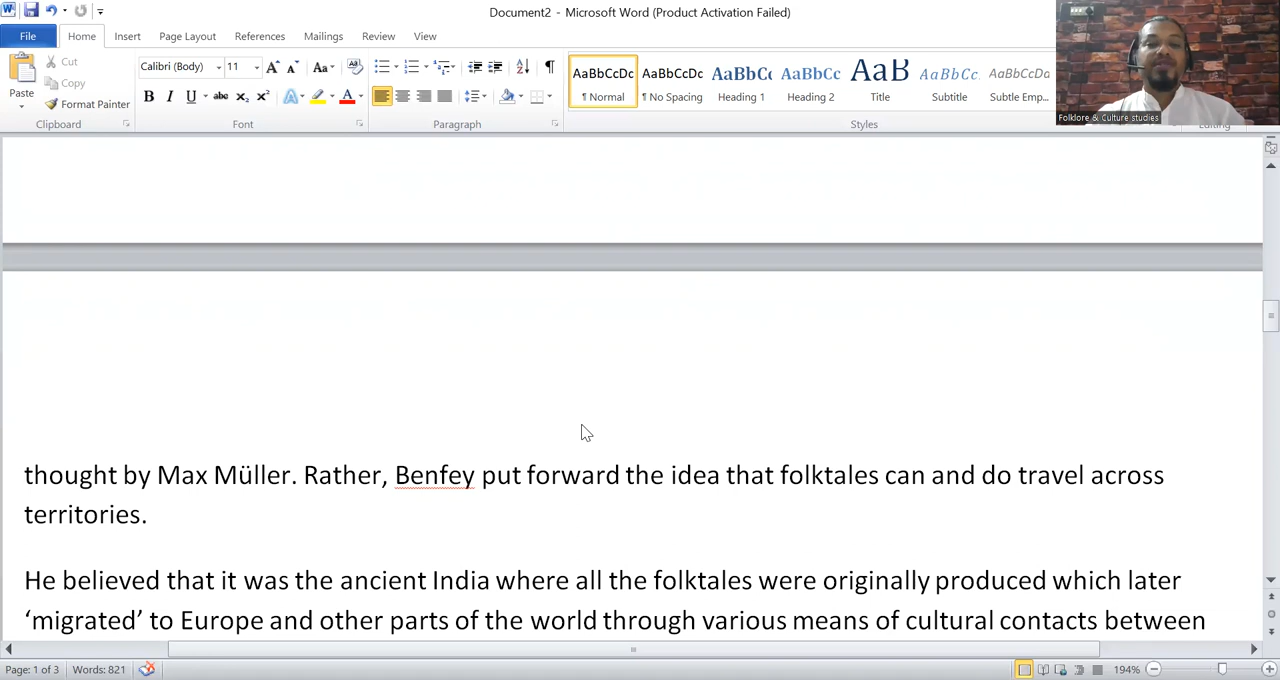 Document2 - Microsoft Word (Product Activation Failed)
File Home Insert Page Layout References Mailings Review View
Paste
Cut
Copy
Format Painter
Clipboard
Calibri (Body) 11
Font
Paragraph
AaBbCcDc AaBbCcDc AaBbCc AaBbCc AaB AaBbCc. AaBbCcDc
¶ Normal ¶ No Spacing Heading 1 Heading 2 Title Subtitle Subtle Emp...
Styles
Editing
Folklore & Culture studies
thought by Max Müller. Rather, Benfey put forward the idea that folktales can and do travel across
territories.
He believed that it was the ancient India where all the folktales were originally produced which later
‘migrated’ to Europe and other parts of the world through various means of cultural contacts between
Page: 1 of 3 Words: 821 194%